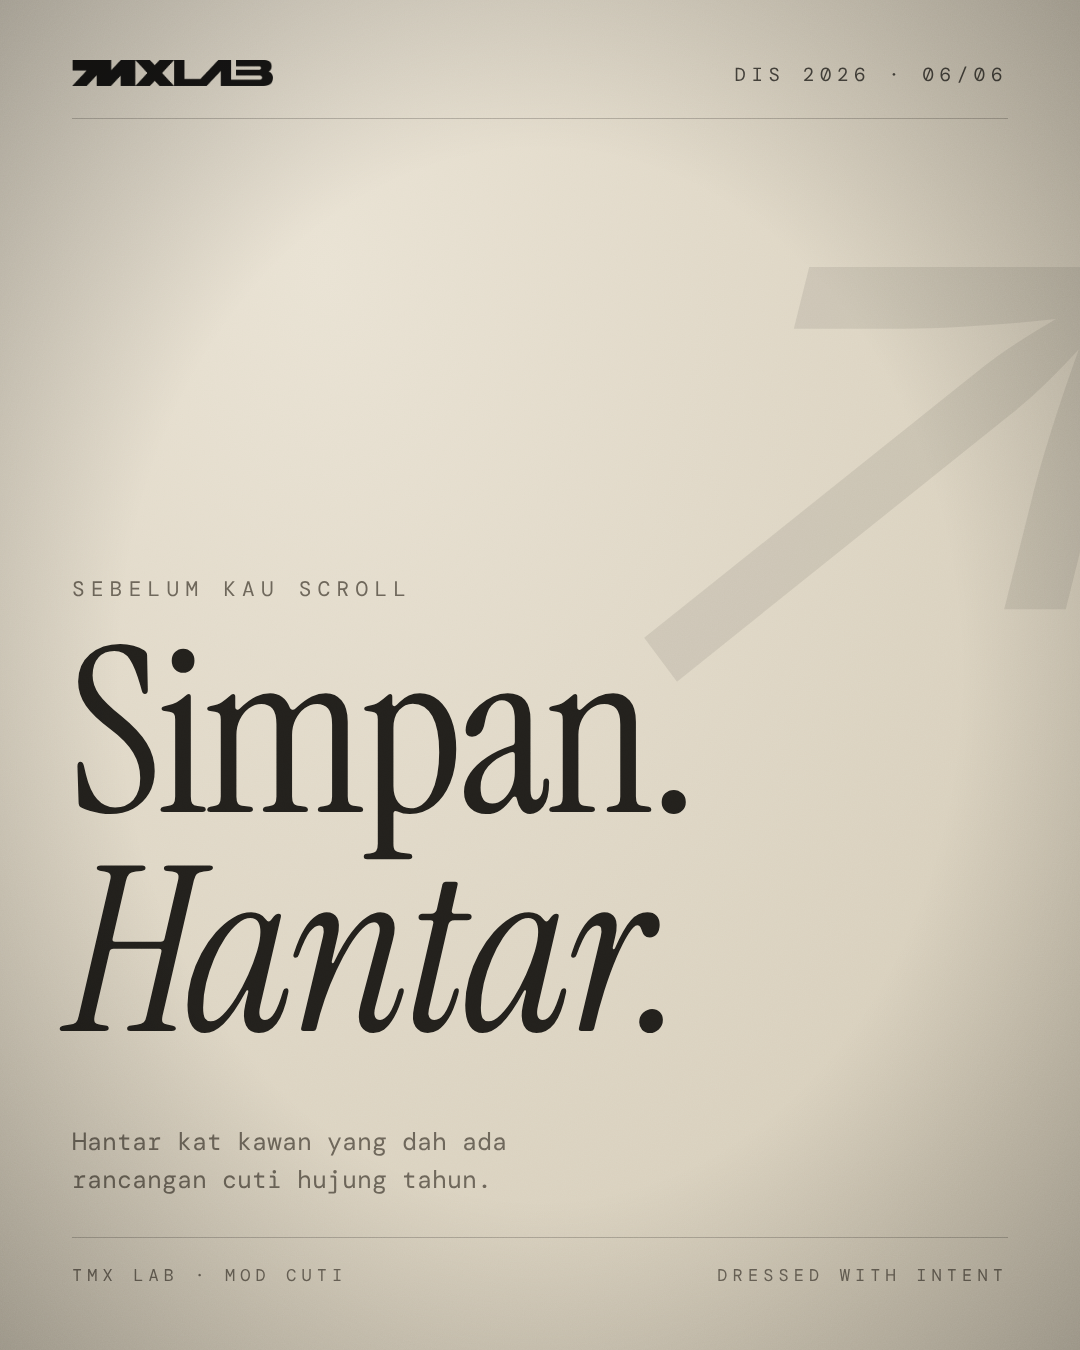 TMXLAB
DIS 2026 · 06/06
SEBELUM KAU SCROLL
Simpan.
Hantar.
Hantar kat kawan yang dah ada
rancangan cuti hujung tahun.
TMX LAB · MOD CUTI
DRESSED WITH INTENT